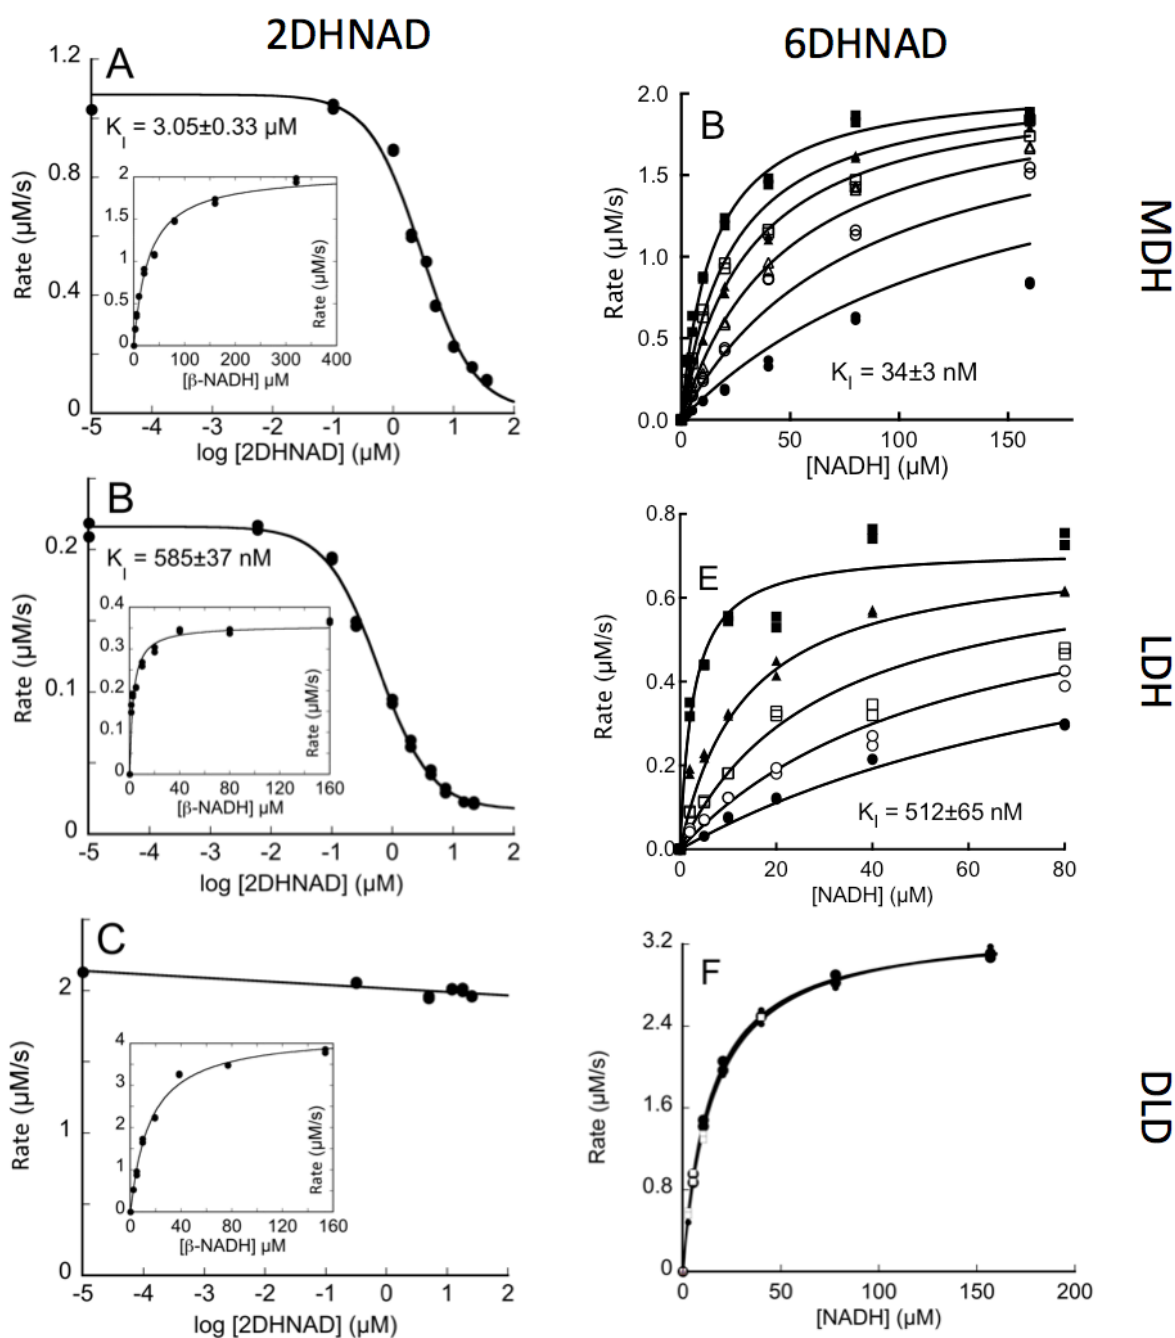 2DHNAD
6DHNAD
A
K_I = 3.05±0.33 µM
Rate (µM/s)
1.2
0.8
0.4
0
-5 -4 -3 -2 -1 0 1 2
log [2DHNAD] (µM)
2
1.5
1
0.5
0
0 100 200 300 400
[β-NADH] µM
Rate (µM/s)
B
K_I = 34±3 nM
Rate (µM/s)
2.0
1.5
1.0
0.5
0.0
0 50 100 150
[NADH] (µM)
MDH
B
K_I = 585±37 nM
Rate (µM/s)
0.2
0.1
0
-5 -4 -3 -2 -1 0 1 2
log [2DHNAD] (µM)
0.4
0.3
0.2
0.1
0
0 40 80 120 160
[β-NADH] µM
Rate (µM/s)
E
K_I = 512±65 nM
Rate (µM/s)
0.8
0.6
0.4
0.2
0.0
0 20 40 60 80
[NADH] (µM)
LDH
C
Rate (µM/s)
2
1
0
-5 -4 -3 -2 -1 0 1 2
log [2DHNAD] (µM)
4
3
2
1
0
0 40 80 120 160
[β-NADH] µM
Rate (µM/s)
F
Rate (µM/s)
3.2
2.4
1.6
0.8
0
0 50 100 150 200
[NADH] (µM)
DLD